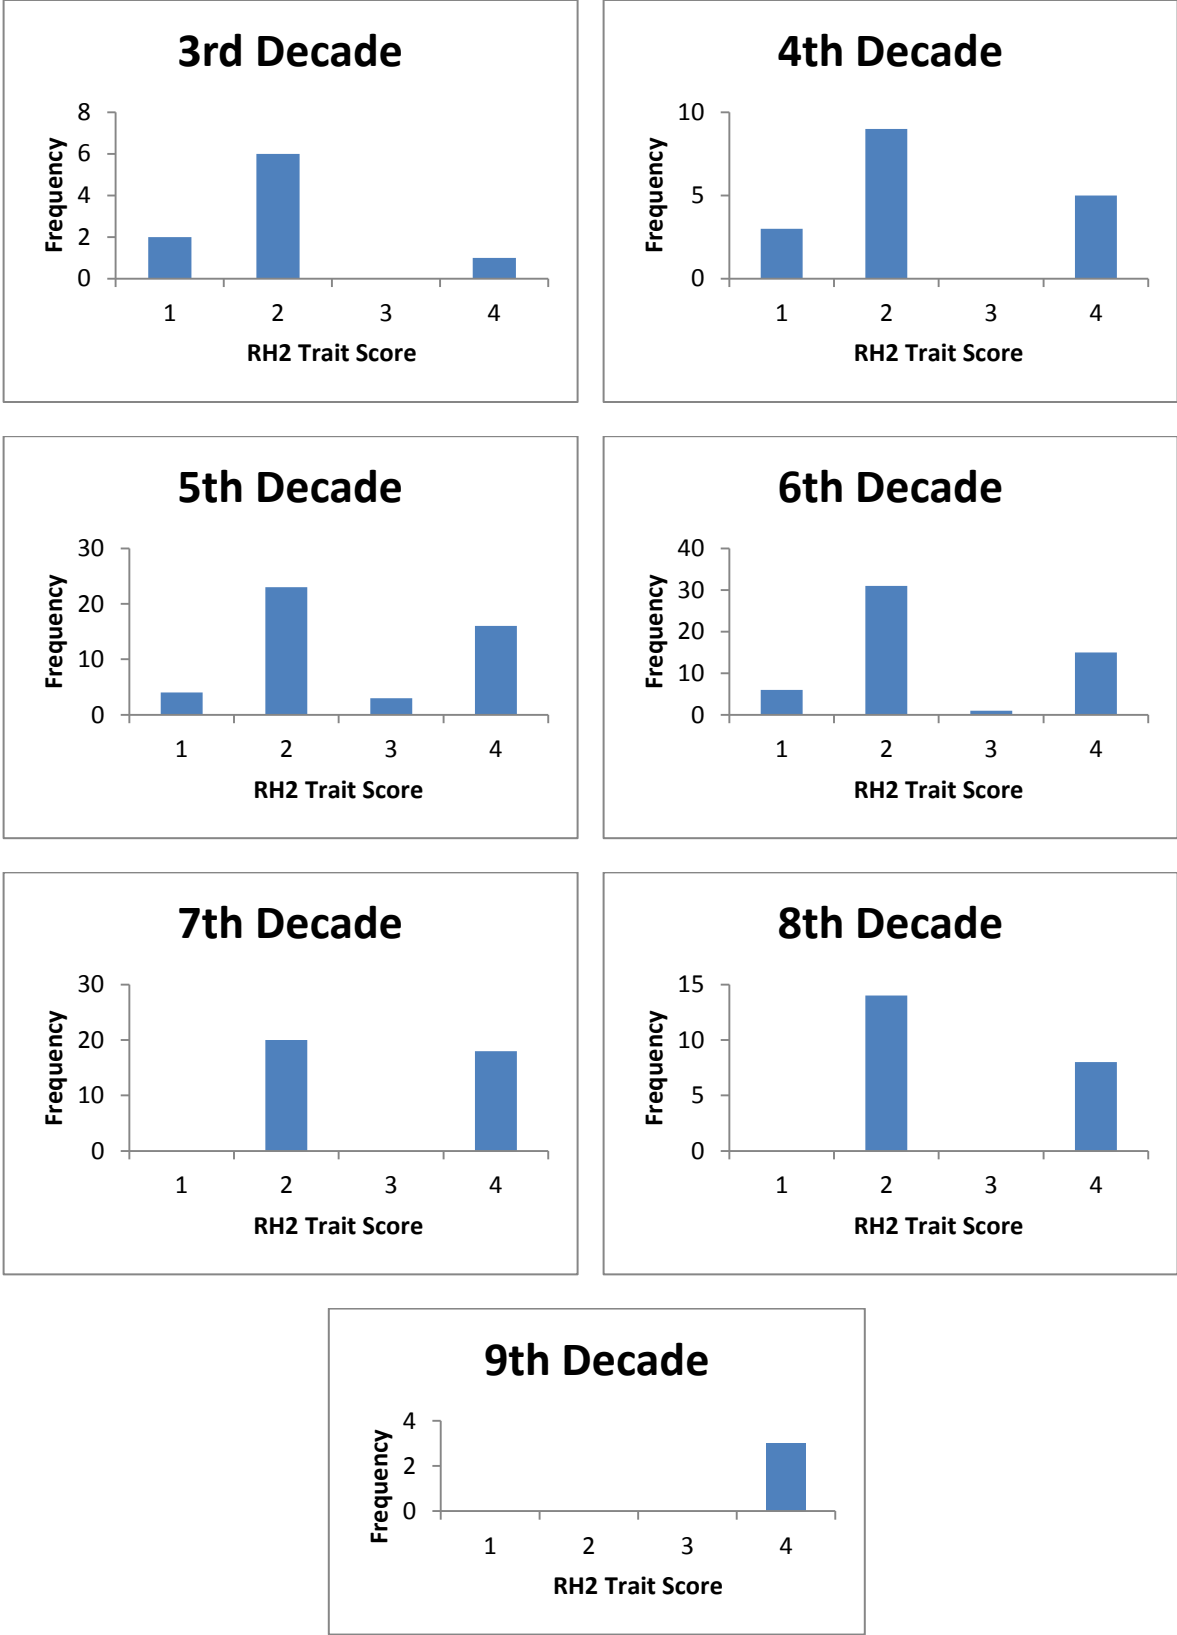 3rd Decade
8
6
4
2
0
Frequency
1 2 3 4
RH2 Trait Score
4th Decade
10
5
0
Frequency
1 2 3 4
RH2 Trait Score
5th Decade
30
20
10
0
Frequency
1 2 3 4
RH2 Trait Score
6th Decade
40
30
20
10
0
Frequency
1 2 3 4
RH2 Trait Score
7th Decade
30
20
10
0
Frequency
1 2 3 4
RH2 Trait Score
8th Decade
15
10
5
0
Frequency
1 2 3 4
RH2 Trait Score
9th Decade
4
2
0
Frequency
1 2 3 4
RH2 Trait Score